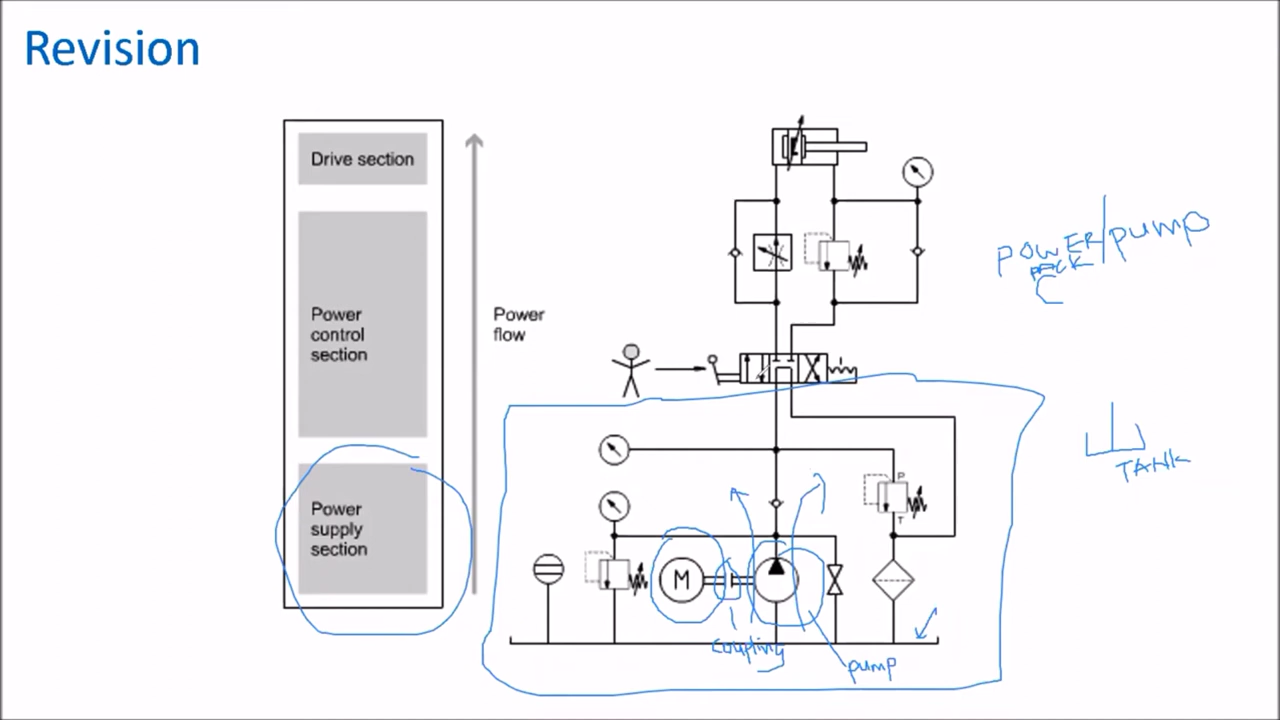 Revision
Drive section
Power
control
section
Power
flow
Power
supply
section
POWER/pump
PACK
TANK
P
T
M
coupling
pump